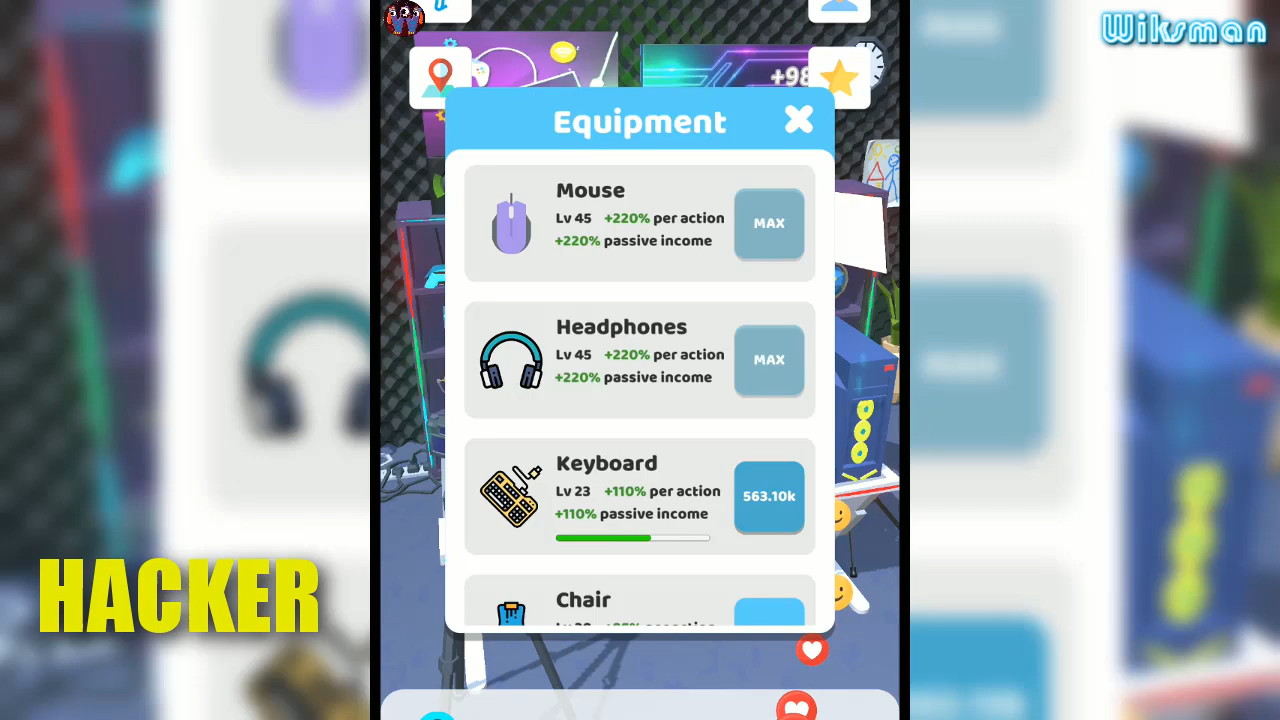 Wiksman
+98
Equipment
Mouse
Lv 45 +220% per action
+220% passive income
MAX
Headphones
Lv 45 +220% per action
+220% passive income
MAX
Keyboard
Lv 23 +110% per action
+110% passive income
563.10k
HACKER
Chair